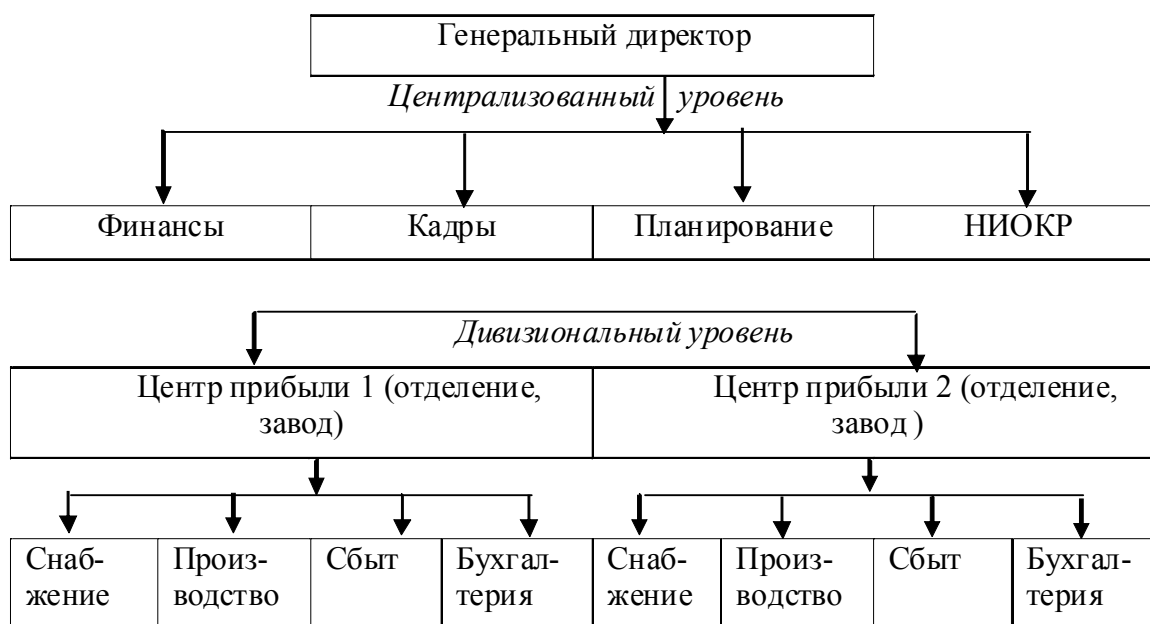 Генеральный директор
Централизованный уровень
Финансы Кадры Планирование НИОКР
Дивизиональный уровень
Центр прибыли 1 (отделение, Центр прибыли 2 (отделение,
завод) завод )
Снаб- Произ- Сбыт Бухгал- Снаб- Произ- Сбыт Бухгал-
жение водство терия жение водство терия